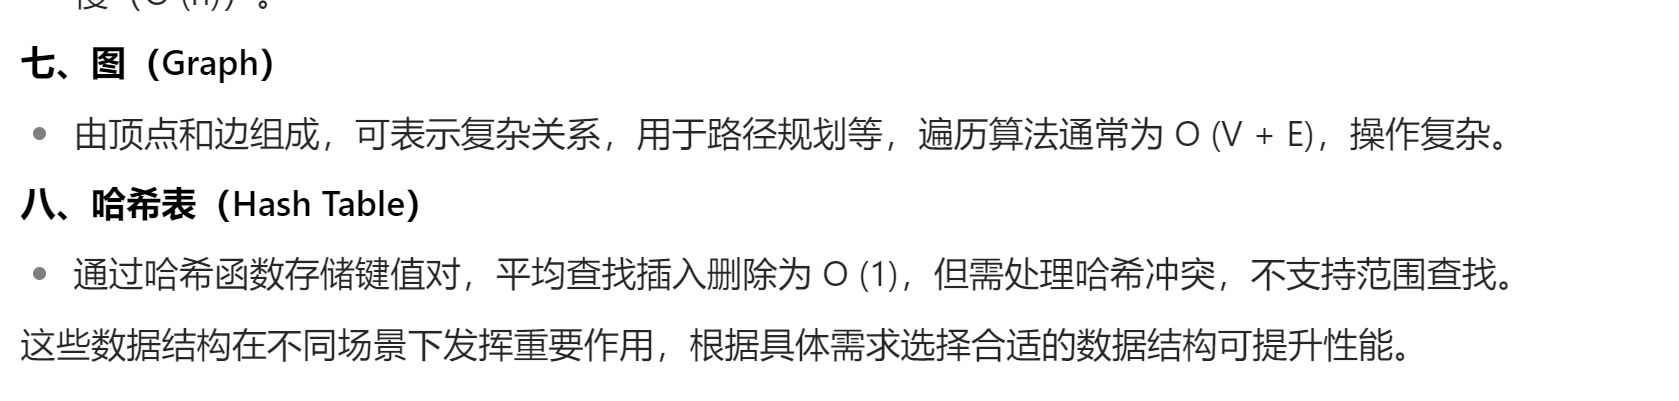 七、图（Graph）
由顶点和边组成，可表示复杂关系，用于路径规划等，遍历算法通常为 O (V + E)，操作复杂。
八、哈希表（Hash Table）
通过哈希函数存储键值对，平均查找插入删除为 O (1)，但需处理哈希冲突，不支持范围查找。
这些数据结构在不同场景下发挥重要作用，根据具体需求选择合适的数据结构可提升性能。